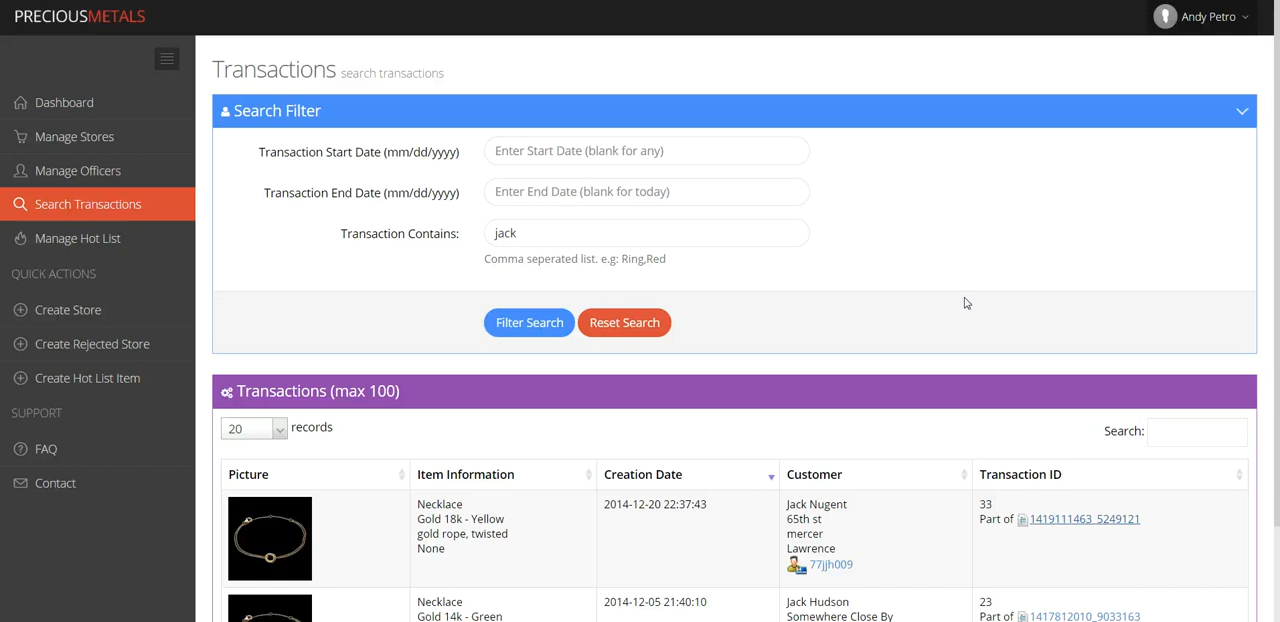 PRECIOUSMETALS
Andy Petro
Dashboard
Manage Stores
Manage Officers
Search Transactions
Manage Hot List
QUICK ACTIONS
Create Store
Create Rejected Store
Create Hot List Item
SUPPORT
FAQ
Contact
Transactions search transactions
Search Filter
Transaction Start Date (mm/dd/yyyy) Enter Start Date (blank for any)
Transaction End Date (mm/dd/yyyy) Enter End Date (blank for today)
Transaction Contains: jack
Comma seperated list. e.g: Ring,Red
Filter Search Reset Search
Transactions (max 100)
20 records Search:
Picture Item Information Creation Date Customer Transaction ID
Necklace 2014-12-20 22:37:43 Jack Nugent 33
Gold 18k - Yellow 65th st Part of 1419111463_5249121
gold rope, twisted mercer
None Lawrence
77jjh009
Necklace 2014-12-05 21:40:10 Jack Hudson 23
Gold 14k - Green Somewhere Close By Part of 1417812010_9033163